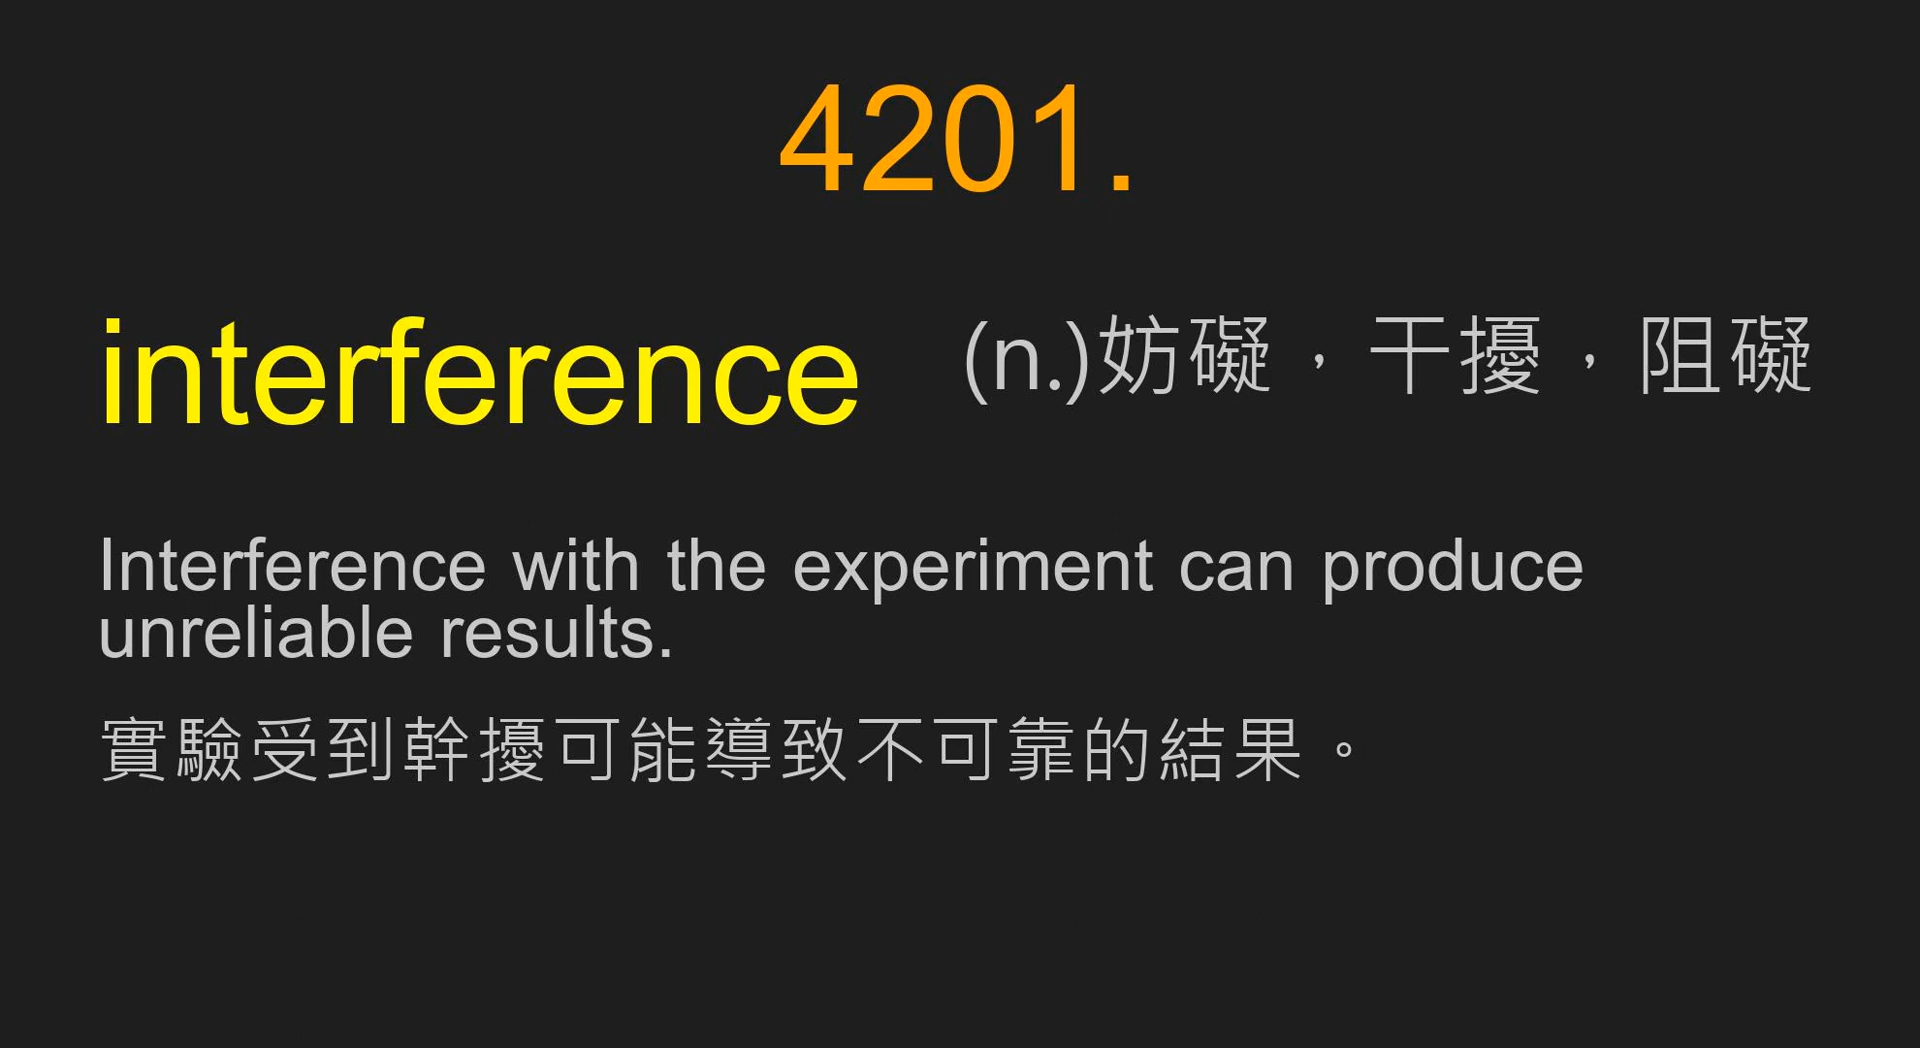 4201.
interference (n.)妨礙，干擾，阻礙
Interference with the experiment can produce
unreliable results.
實驗受到幹擾可能導致不可靠的結果。